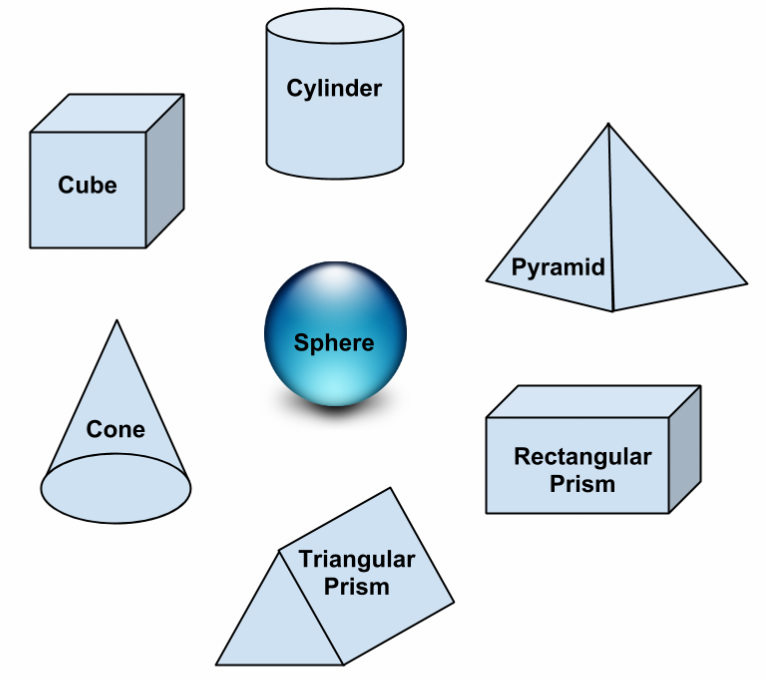 Cylinder
Cube
Pyramid
Sphere
Cone
Rectangular
Prism
Triangular
Prism